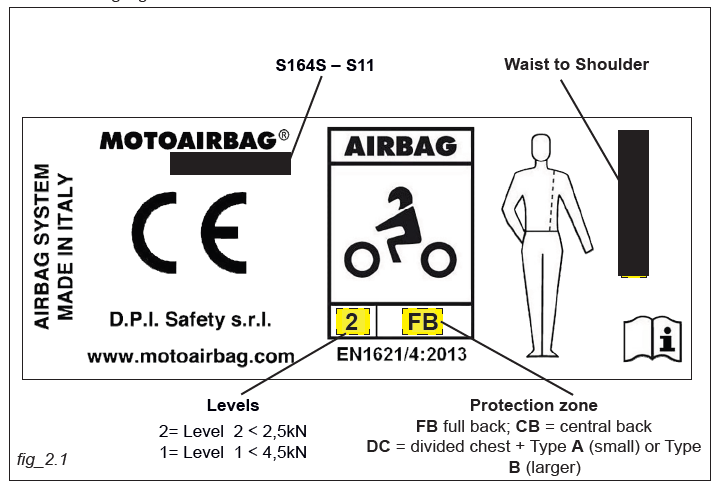 S164S – S11
Waist to Shoulder
AIRBAG SYSTEM
MADE IN ITALY
MOTOAIRBAG®
CE
D.P.I. Safety s.r.l.
www.motoairbag.com
AIRBAG
2 FB
EN1621/4:2013
i
Levels
2= Level 2 < 2,5kN
1= Level 1 < 4,5kN
Protection zone
FB full back; CB = central back
DC = divided chest + Type A (small) or Type
B (larger)
fig_2.1